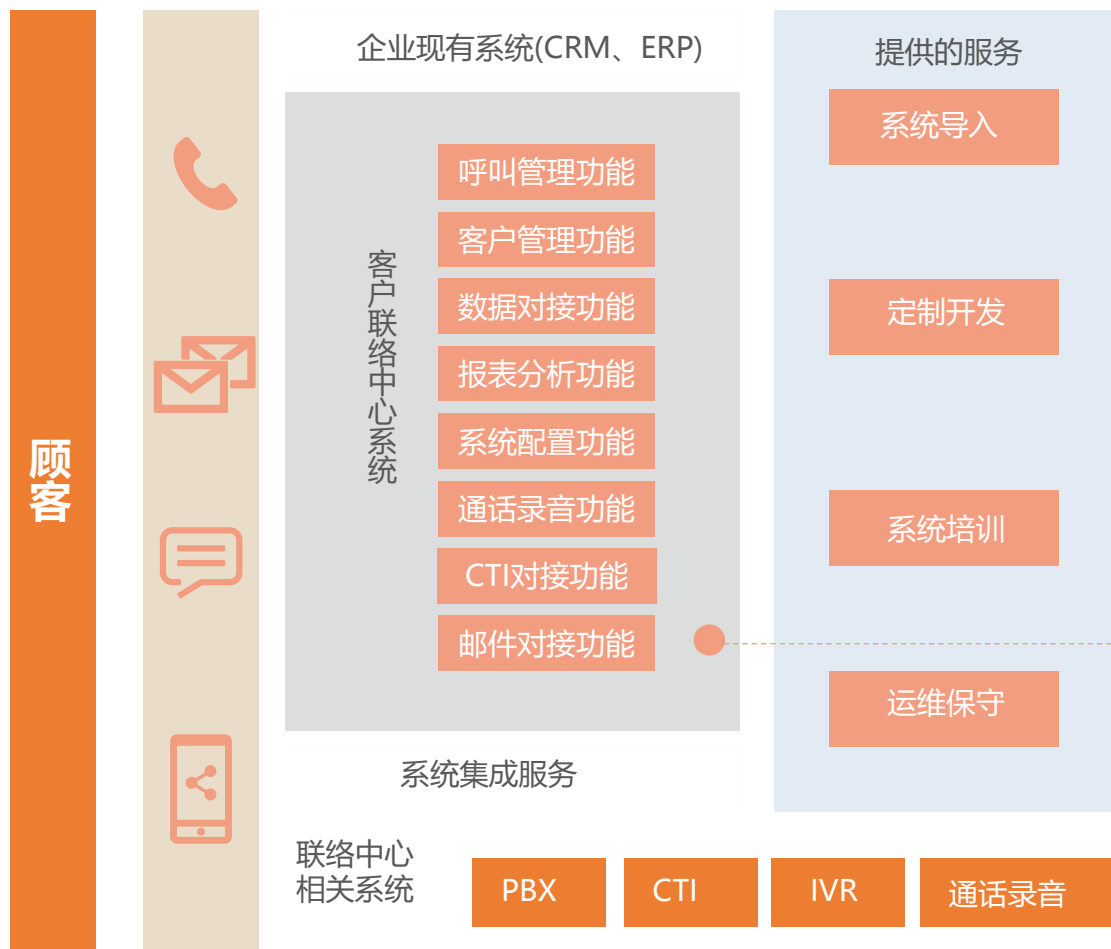 顾客
企业现有系统(CRM、ERP)
客户联络中心系统
呼叫管理功能
客户管理功能
数据对接功能
报表分析功能
系统配置功能
通话录音功能
CTI对接功能
邮件对接功能
系统集成服务
提供的服务
系统导入
定制开发
系统培训
运维保守
联络中心
相关系统
PBX
CTI
IVR
通话录音